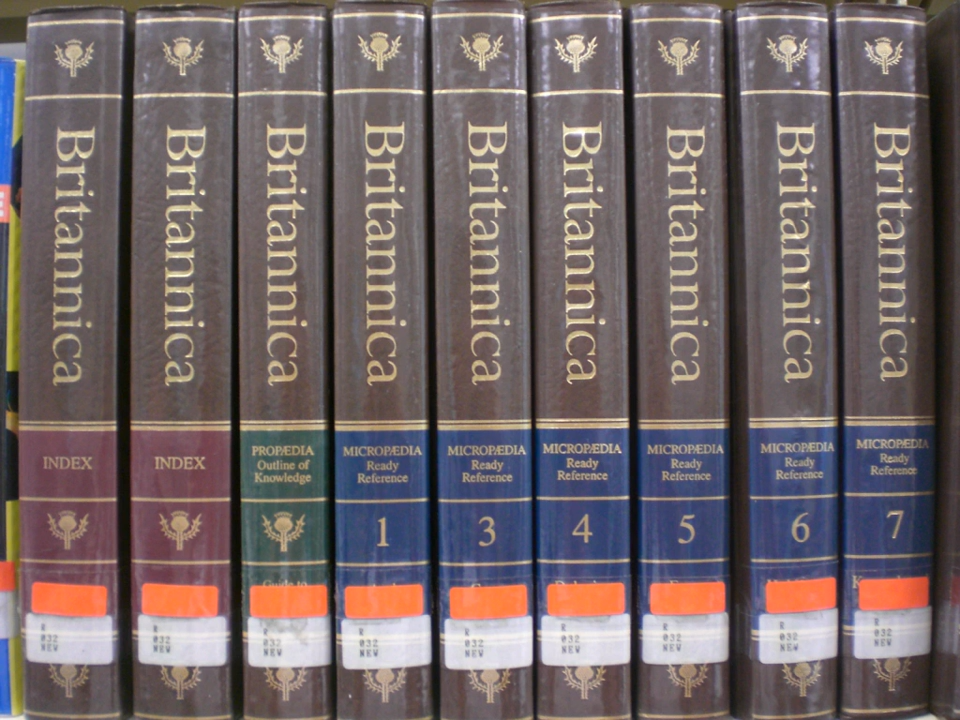 Britannica
INDEX
R
032
NEW
Britannica
INDEX
R
032
NEW
Britannica
PROPÆDIA
Outline of
Knowledge
Guide to
R
032
NEW
Britannica
MICROPÆDIA
Ready
Reference
1
R
032
NEW
Britannica
MICROPÆDIA
Ready
Reference
3
R
032
NEW
Britannica
MICROPÆDIA
Ready
Reference
4
R
032
NEW
Britannica
MICROPÆDIA
Ready
Reference
5
R
032
NEW
Britannica
MICROPÆDIA
Ready
Reference
6
R
032
NEW
Britannica
MICROPÆDIA
Ready
Reference
7
R
032
NEW